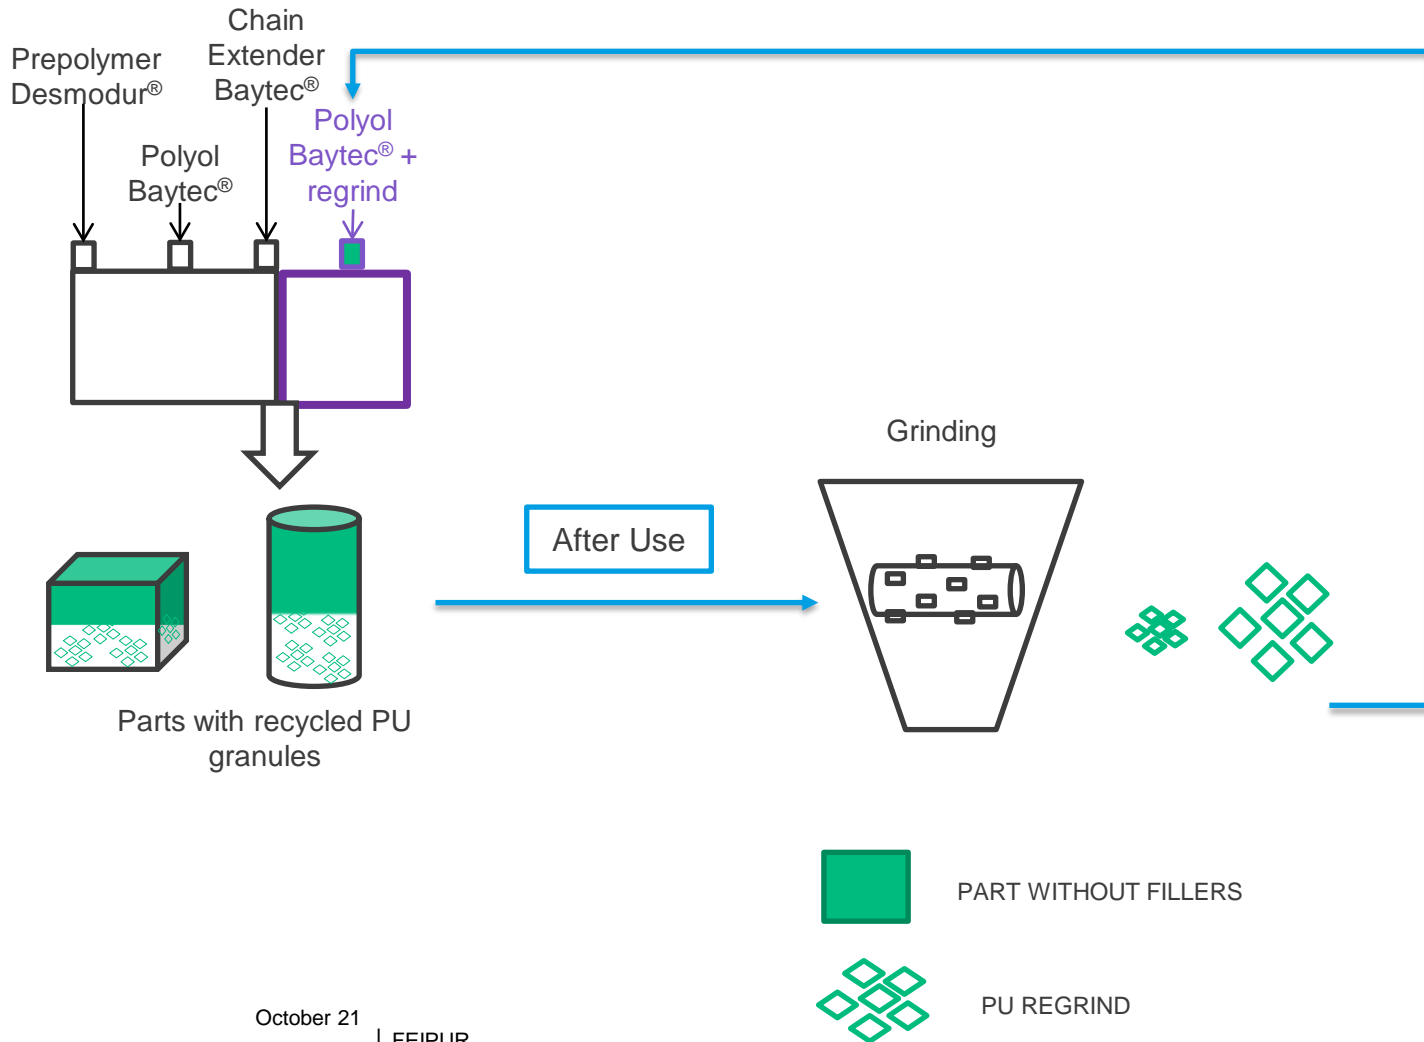 Prepolymer
Desmodur®
Chain
Extender
Baytec®
Polyol
Baytec®
Polyol
Baytec® +
regrind
Grinding
After Use
Parts with recycled PU
granules
PART WITHOUT FILLERS
PU REGRIND
October 21
FEIPUR